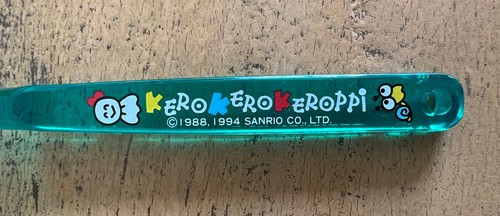 KEROKEROKEROPPi
©1988, 1994 SANRIO CO., LTD.